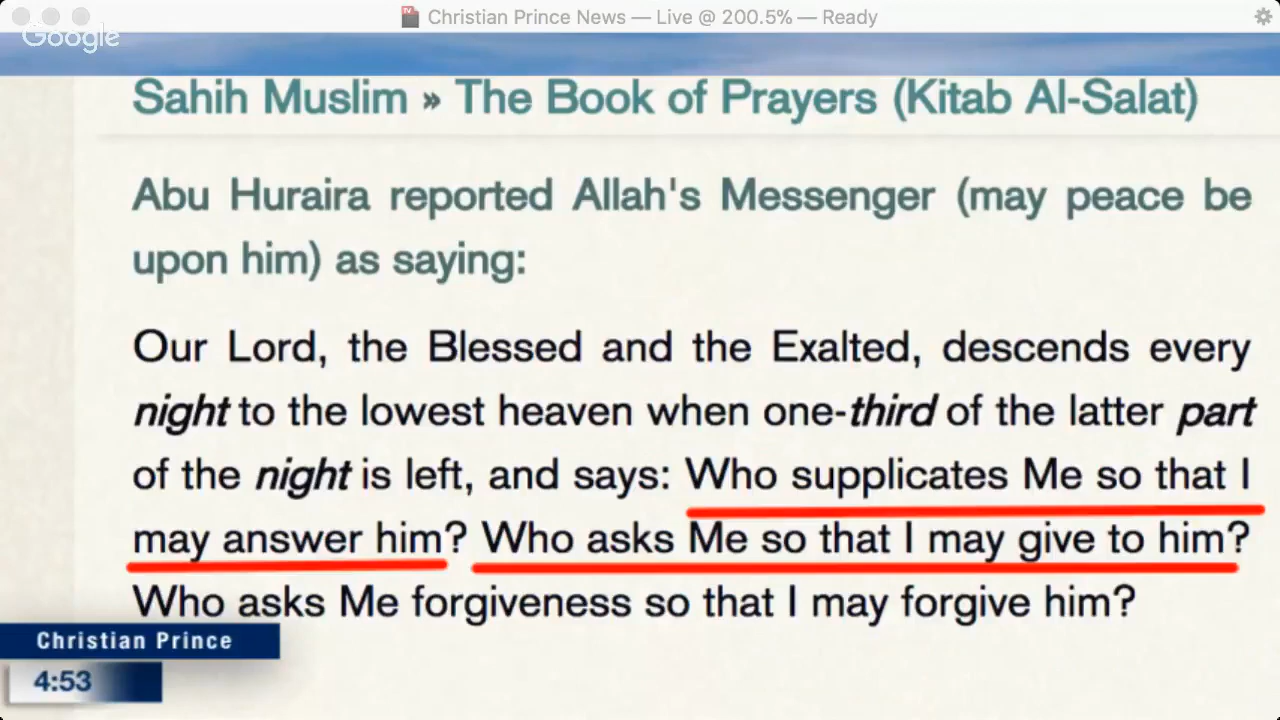 TV
Christian Prince News — Live @ 200.5% — Ready
Google
Sahih Muslim » The Book of Prayers (Kitab Al-Salat)
Abu Huraira reported Allah's Messenger (may peace be
upon him) as saying:
Our Lord, the Blessed and the Exalted, descends every
night to the lowest heaven when one-third of the latter part
of the night is left, and says: Who supplicates Me so that I
may answer him? Who asks Me so that I may give to him?
Who asks Me forgiveness so that I may forgive him?
Christian Prince
4:53